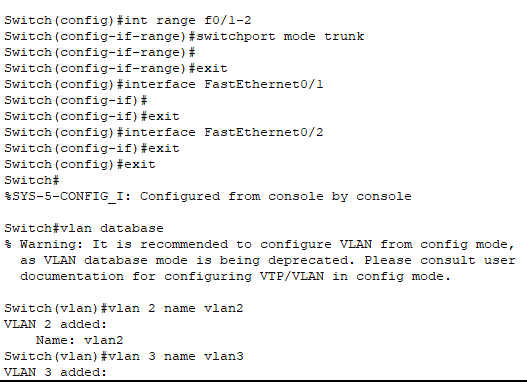 Switch(config)#int range f0/1-2
Switch(config-if-range)#switchport mode trunk
Switch(config-if-range)#
Switch(config-if-range)#exit
Switch(config)#interface FastEthernet0/1
Switch(config-if)#
Switch(config-if)#exit
Switch(config)#interface FastEthernet0/2
Switch(config-if)#exit
Switch(config)#exit
Switch#
%SYS-5-CONFIG_I: Configured from console by console
Switch#vlan database
% Warning: It is recommended to configure VLAN from config mode,
as VLAN database mode is being deprecated. Please consult user
documentation for configuring VTP/VLAN in config mode.
Switch(vlan)#vlan 2 name vlan2
VLAN 2 added:
Name: vlan2
Switch(vlan)#vlan 3 name vlan3
VLAN 3 added: